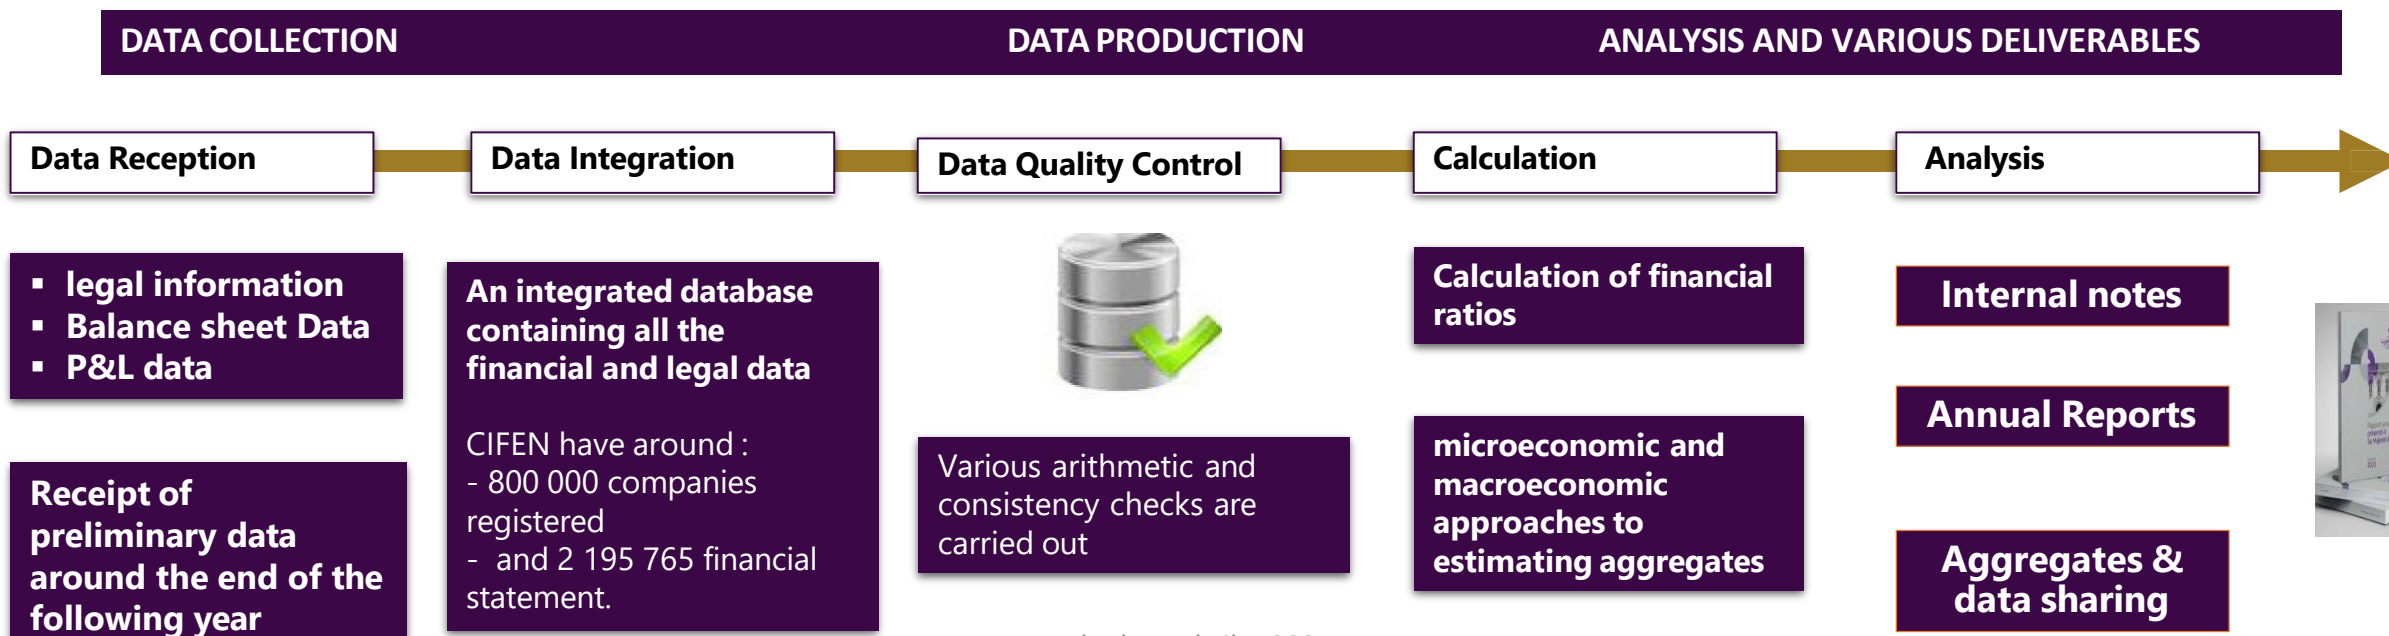 DATA COLLECTION
DATA PRODUCTION
ANALYSIS AND VARIOUS DELIVERABLES
Data Reception
Data Integration
Data Quality Control
Calculation
Analysis
▪ legal information
▪ Balance sheet Data
▪ P&L data
Receipt of
preliminary data
around the end of the
following year
An integrated database
containing all the
financial and legal data
CIFEN have around :
- 800 000 companies
registered
- and 2 195 765 financial
statement.
Various arithmetic and
consistency checks are
carried out
Calculation of financial
ratios
microeconomic and
macroeconomic
approaches to
estimating aggregates
Internal notes
Annual Reports
Aggregates &
data sharing